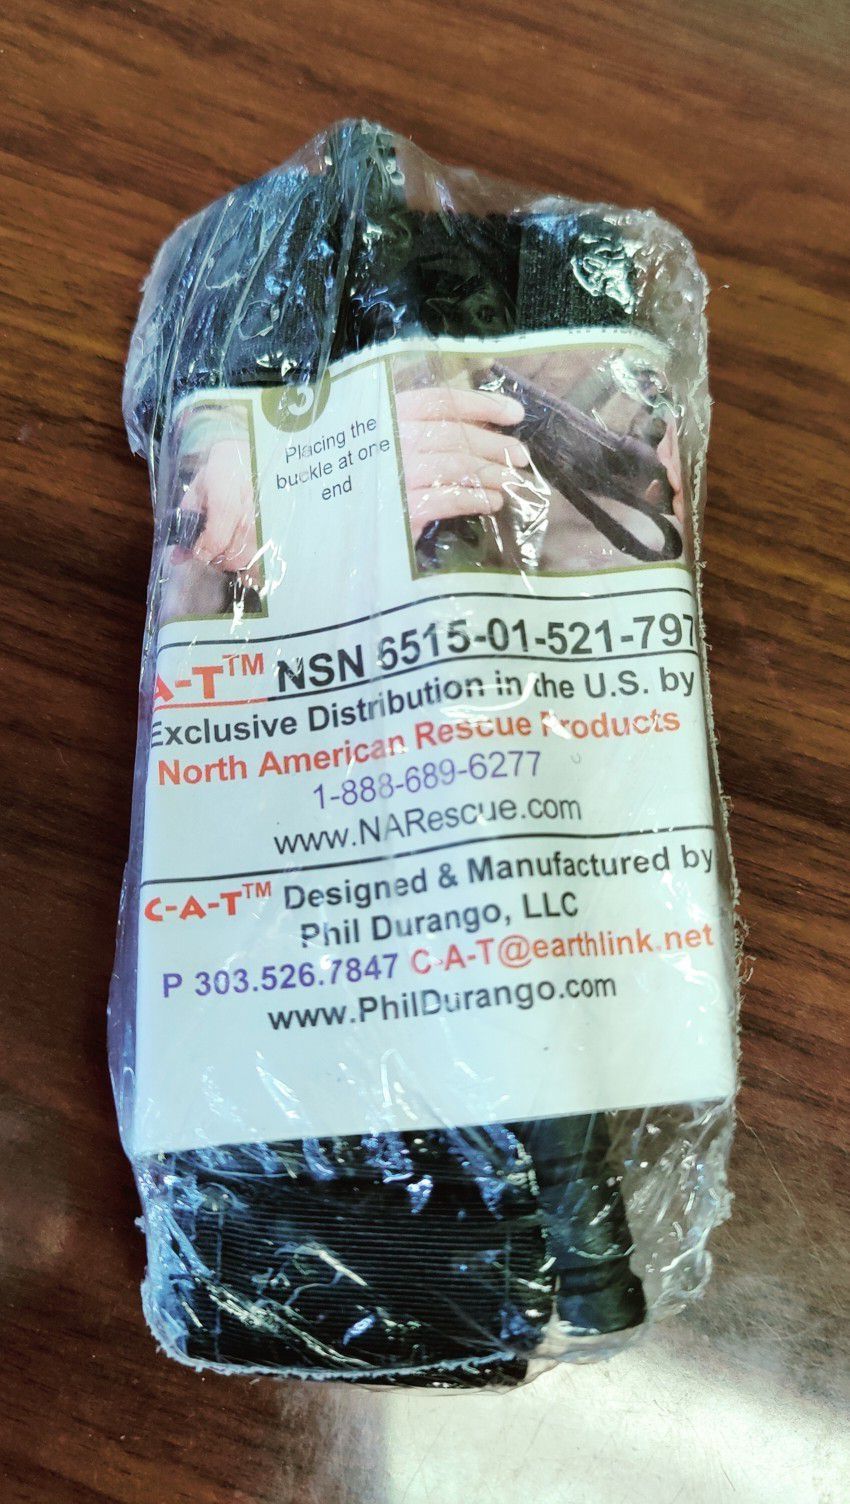 3
Placing the
buckle at one
end
A-T™ NSN 6515-01-521-797
Exclusive Distribution in the U.S. by
North American Rescue Products
1-888-689-6277
www.NARescue.com
C-A-T™ Designed & Manufactured by
Phil Durango, LLC
P 303.526.7847 C-A-T@earthlink.net
www.PhilDurango.com